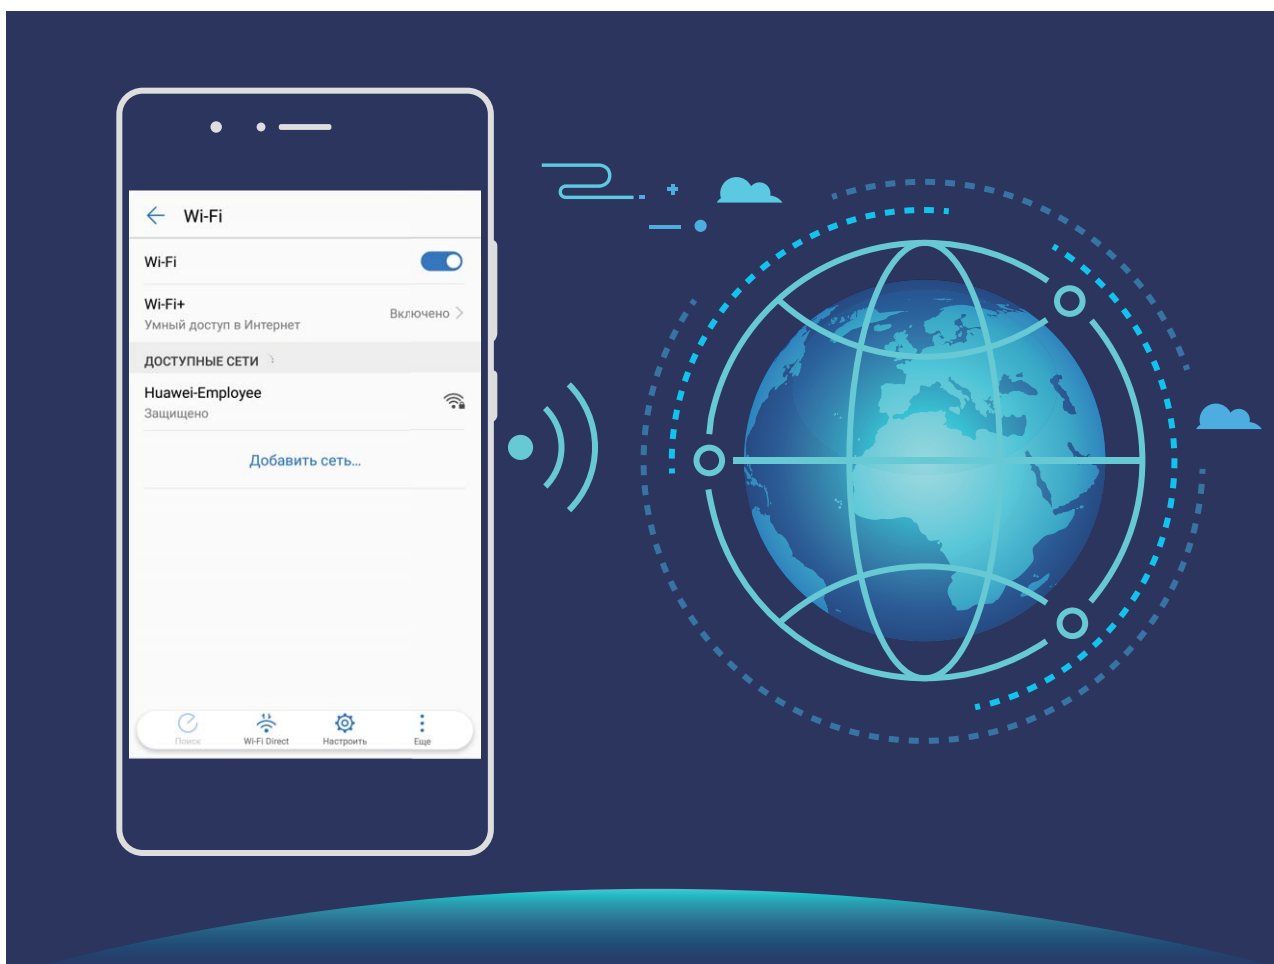 Wi-Fi
Wi-Fi
Wi-Fi+
Умный доступ в Интернет
Включено
ДОСТУПНЫЕ СЕТИ
Huawei-Employee
Защищено
Добавить сеть...
Поиск
Wi-Fi Direct
Настроить
Еще